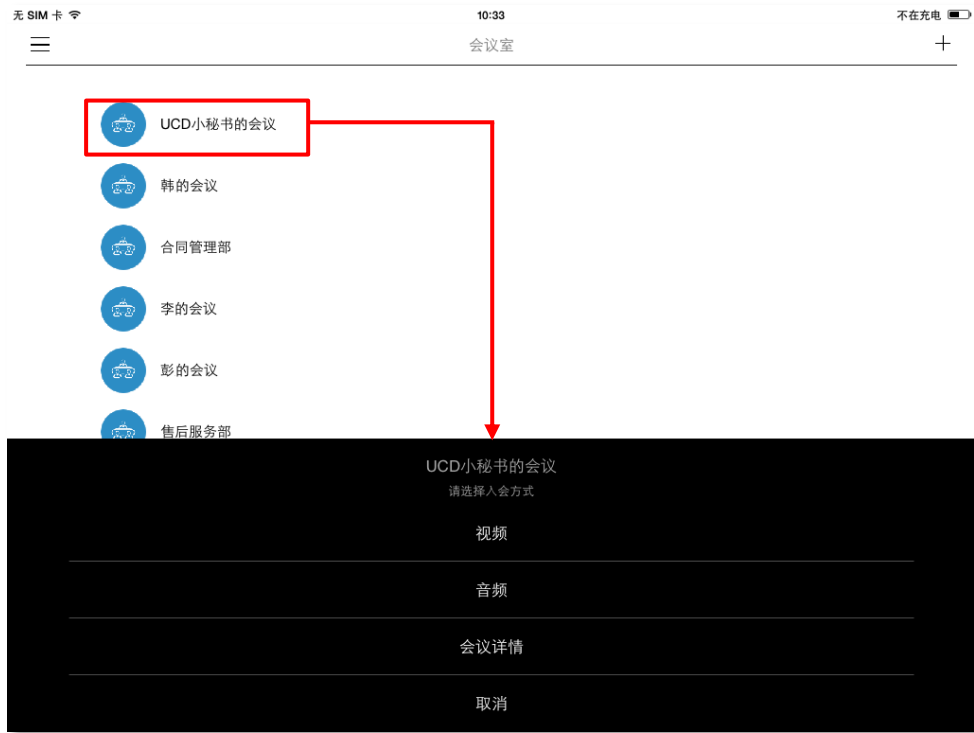 无 SIM 卡 10:33 不在充电
会议室
UCD小秘书的会议
韩的会议
合同管理部
李的会议
彭的会议
售后服务部
UCD小秘书的会议
请选择入会方式
视频
音频
会议详情
取消